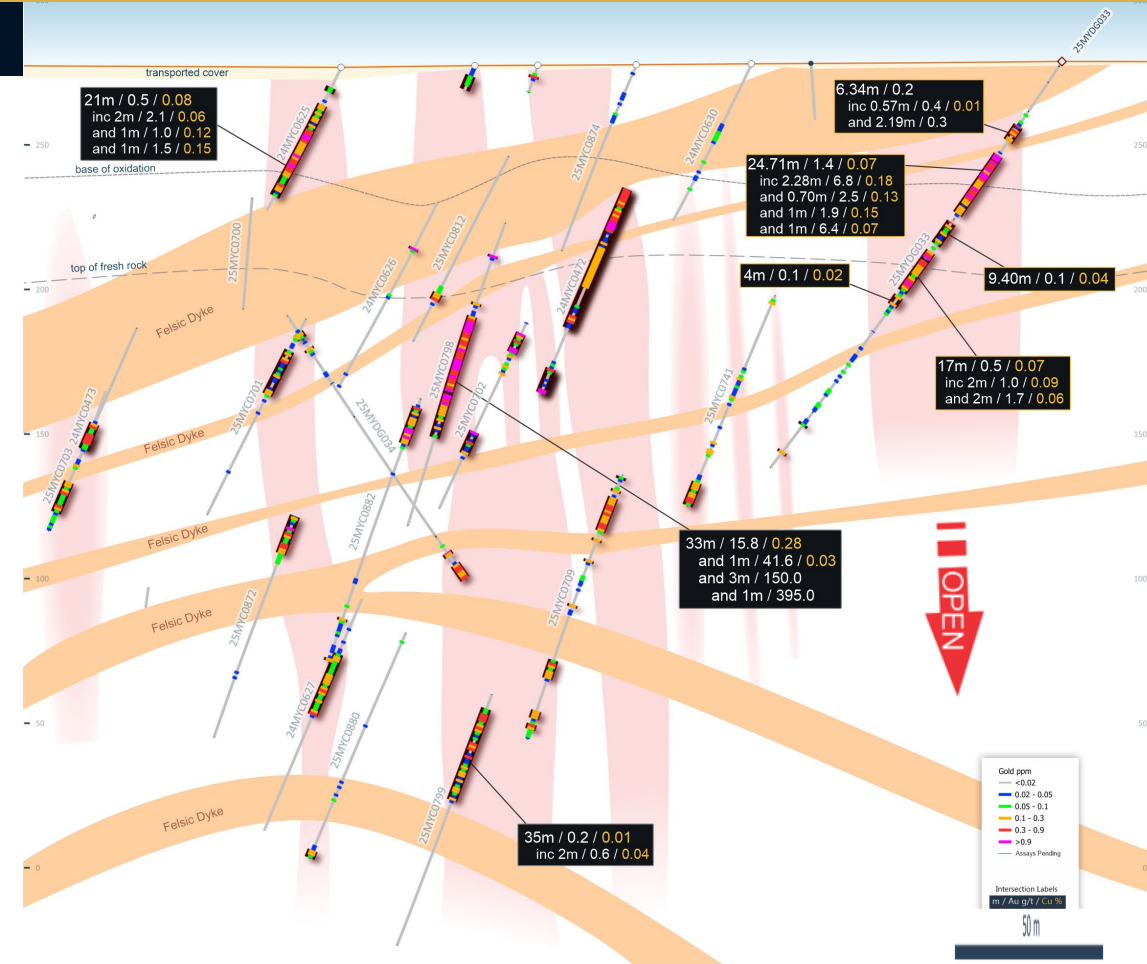 25MYDG033
transported cover
21m / 0.5 / 0.08
inc 2m / 2.1 / 0.06
and 1m / 1.0 / 0.12
and 1m / 1.5 / 0.15
24MYC0625
6.34m / 0.2
inc 0.57m / 0.4 / 0.01
and 2.19m / 0.3
25MYC0874
24MYC0630
250
250
base of oxidation
24.71m / 1.4 / 0.07
inc 2.28m / 6.8 / 0.18
and 0.70m / 2.5 / 0.13
and 1m / 1.9 / 0.15
and 1m / 6.4 / 0.07
25MYC0700
25MYC0812
24MYC0626
24MYC0472
25MYDG033
top of fresh rock
4m / 0.1 / 0.02
9.40m / 0.1 / 0.04
200
200
Felsic Dyke
17m / 0.5 / 0.07
inc 2m / 1.0 / 0.09
and 2m / 1.7 / 0.06
25MYC0798
25MYC0702
25MYC0741
25MYC0701
25MYDG034
24MYC0473
25MYC0703
150
150
Felsic Dyke
25MYC0882
Felsic Dyke
33m / 15.8 / 0.28
and 1m / 41.6 / 0.03
and 3m / 150.0
and 1m / 395.0
OPEN
100
100
25MYC0709
25MYC0872
Felsic Dyke
24MYC0627
25MYC0880
50
50
25MYC0799
Felsic Dyke
35m / 0.2 / 0.01
inc 2m / 0.6 / 0.04
0
0
Gold ppm
<0.02
0.02 - 0.05
0.05 - 0.1
0.1 - 0.3
0.3 - 0.9
>0.9
Assays Pending
Intersection Labels
m / Au g/t / Cu %
50 m